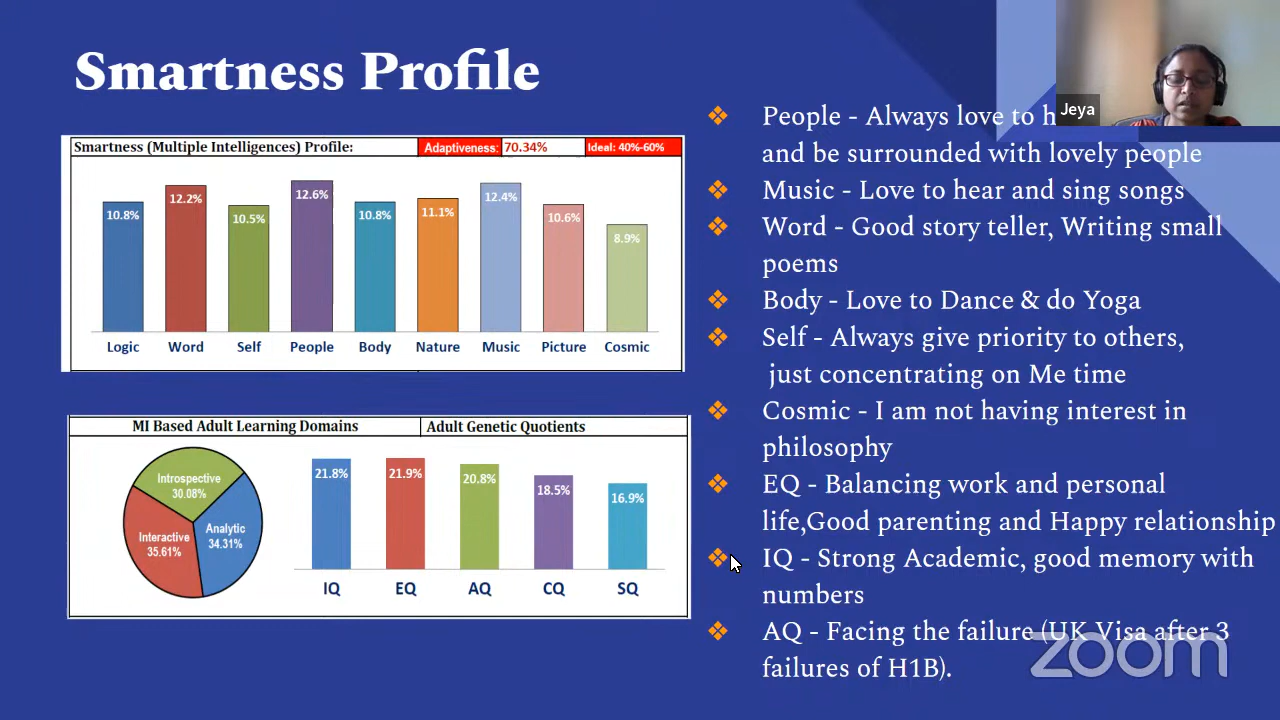 Smartness Profile
Smartness (Multiple Intelligences) Profile: Adaptiveness: 70.34% Ideal: 40%-60%
10.8% 12.2% 10.5% 12.6% 10.8% 11.1% 12.4% 10.6% 8.9%
Logic Word Self People Body Nature Music Picture Cosmic
MI Based Adult Learning Domains Adult Genetic Quotients
Introspective
30.08%
Interactive
35.61%
Analytic
34.31%
21.8% 21.9% 20.8% 18.5% 16.9%
IQ EQ AQ CQ SQ
Jeya
❖ People - Always love to
and be surrounded with lovely people
❖ Music - Love to hear and sing songs
❖ Word - Good story teller, Writing small
poems
❖ Body - Love to Dance & do Yoga
❖ Self - Always give priority to others,
just concentrating on Me time
❖ Cosmic - I am not having interest in
philosophy
❖ EQ - Balancing work and personal
life,Good parenting and Happy relationship
❖ IQ - Strong Academic, good memory with
numbers
❖ AQ - Facing the failure (UK Visa after 3
failures of H1B).
zoom